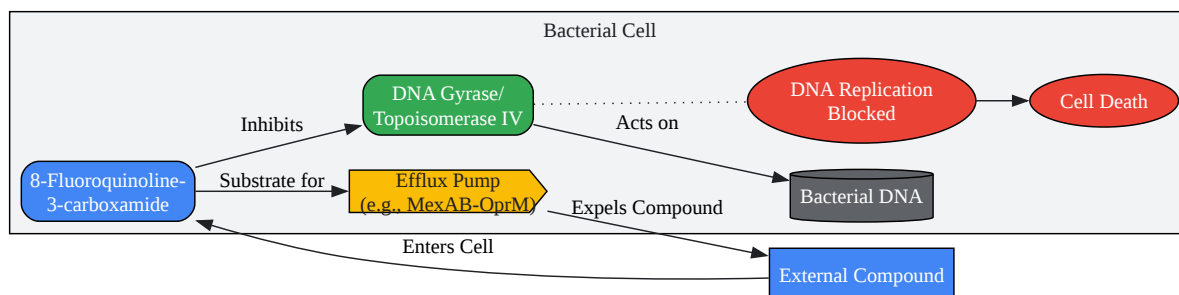 Bacterial Cell
DNA Gyrase/
Topoisomerase IV
DNA Replication
Blocked
Cell Death
Inhibits
Acts on
8-Fluoroquinoline-
3-carboxamide
Substrate for
Efflux Pump
(e.g., MexAB-OprM)
Bacterial DNA
Expels Compound
Enters Cell
External Compound